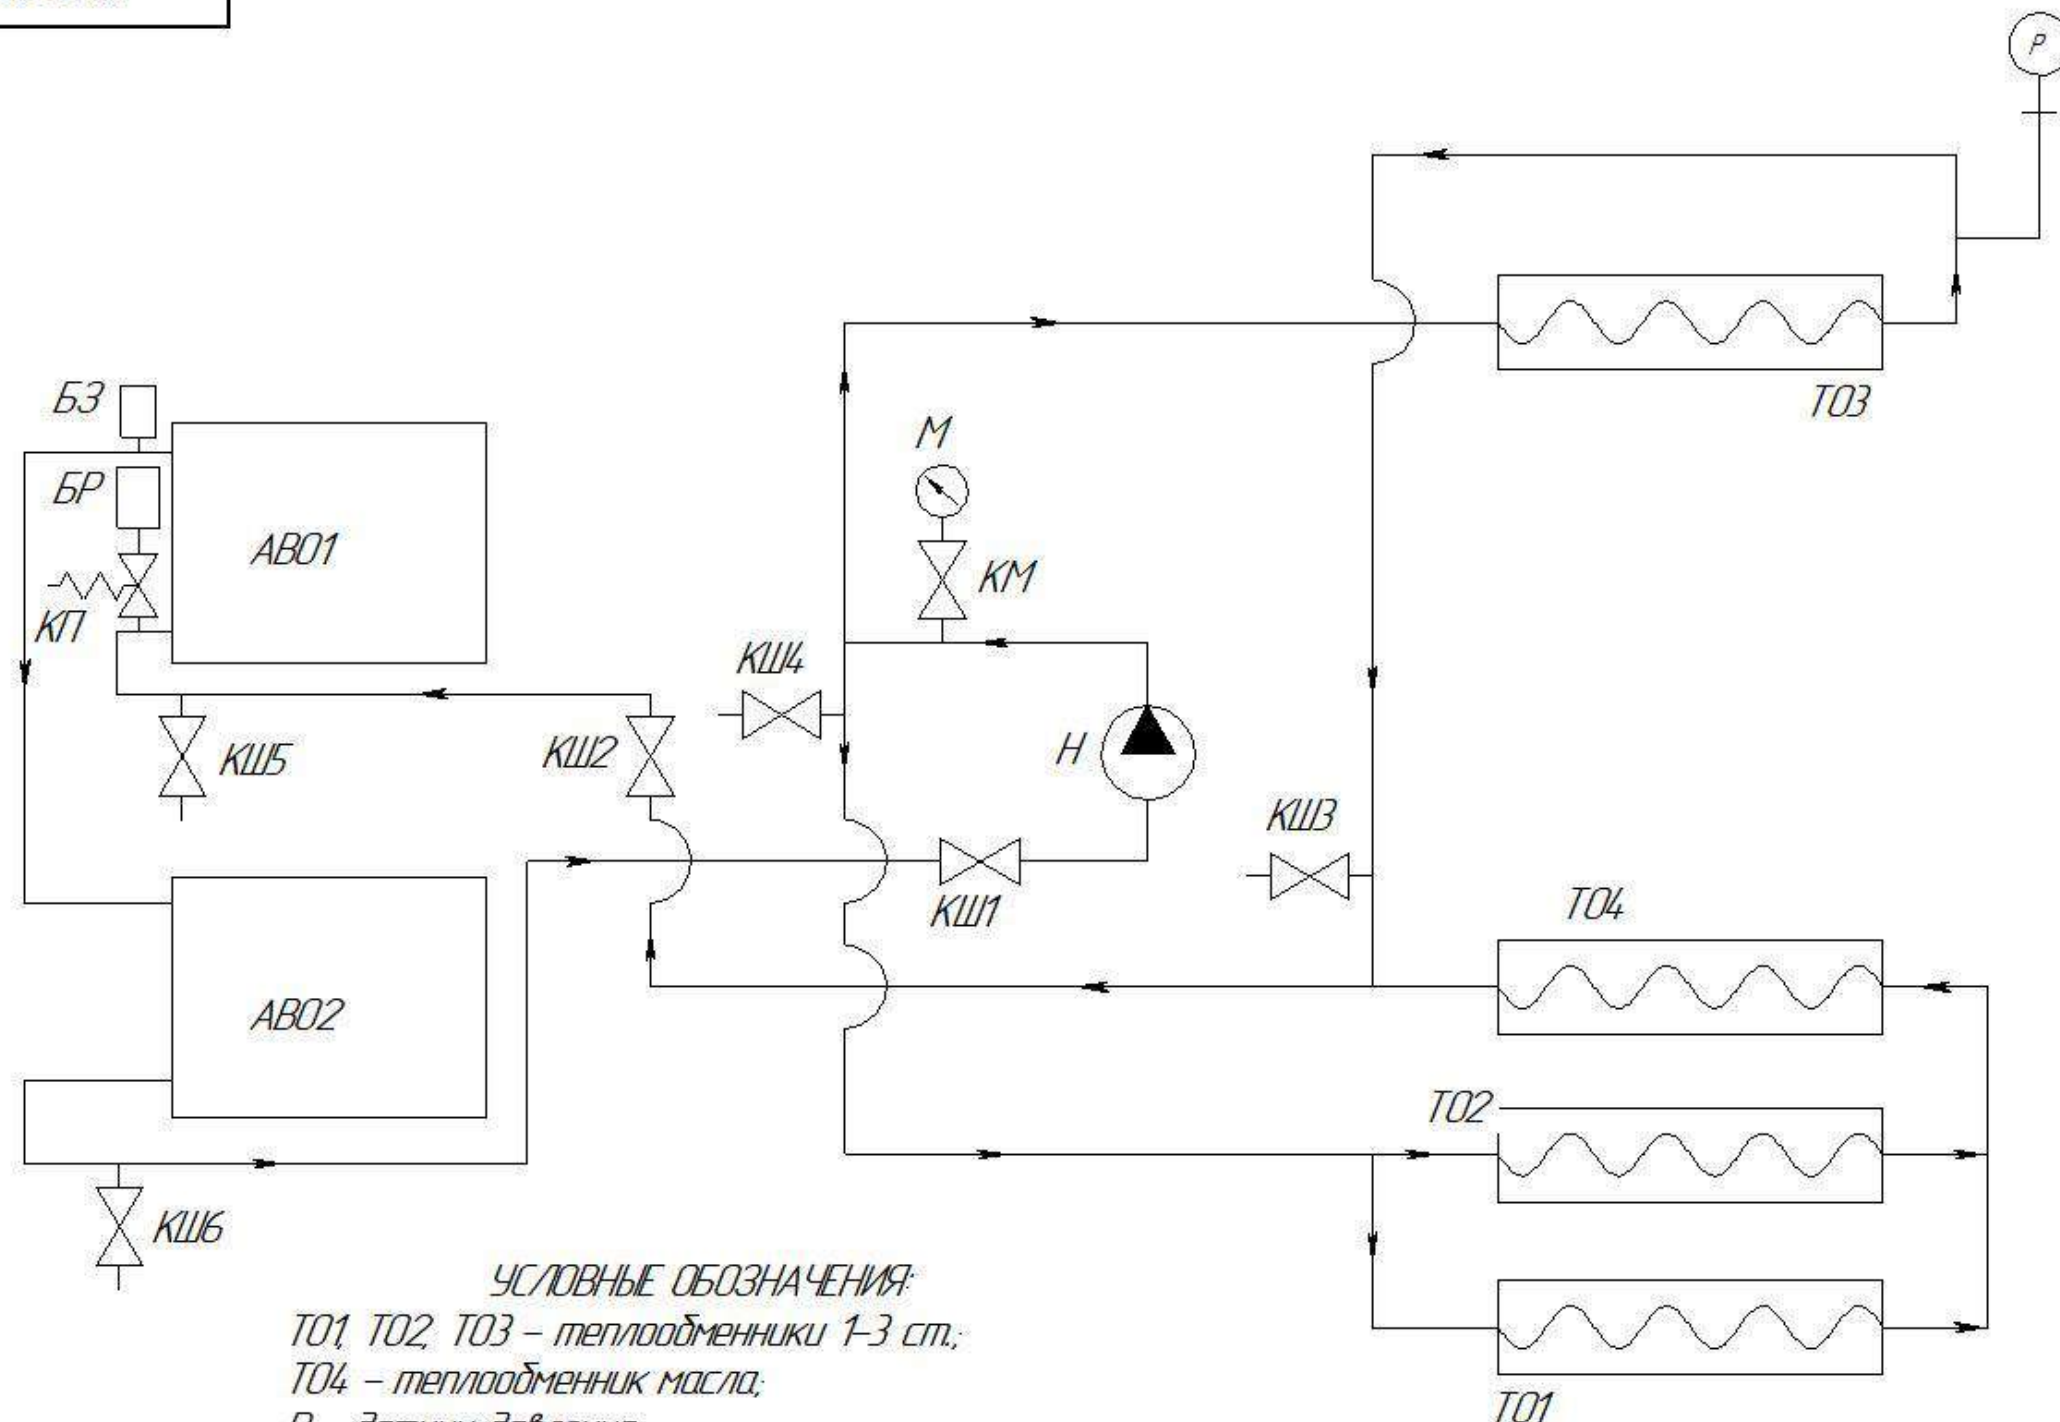 P
БЗ
ТО3
М
БР
АВО1
КМ
КП
КШ4
КШ5
КШ2
Н
КШ3
КШ1
ТО4
АВО2
ТО2
КШ6
УСЛОВНЫЕ ОБОЗНАЧЕНИЯ:
ТО1, ТО2, ТО3 – теплообменники 1-3 ст.;
ТО4 – теплообменник масла;
ТО1